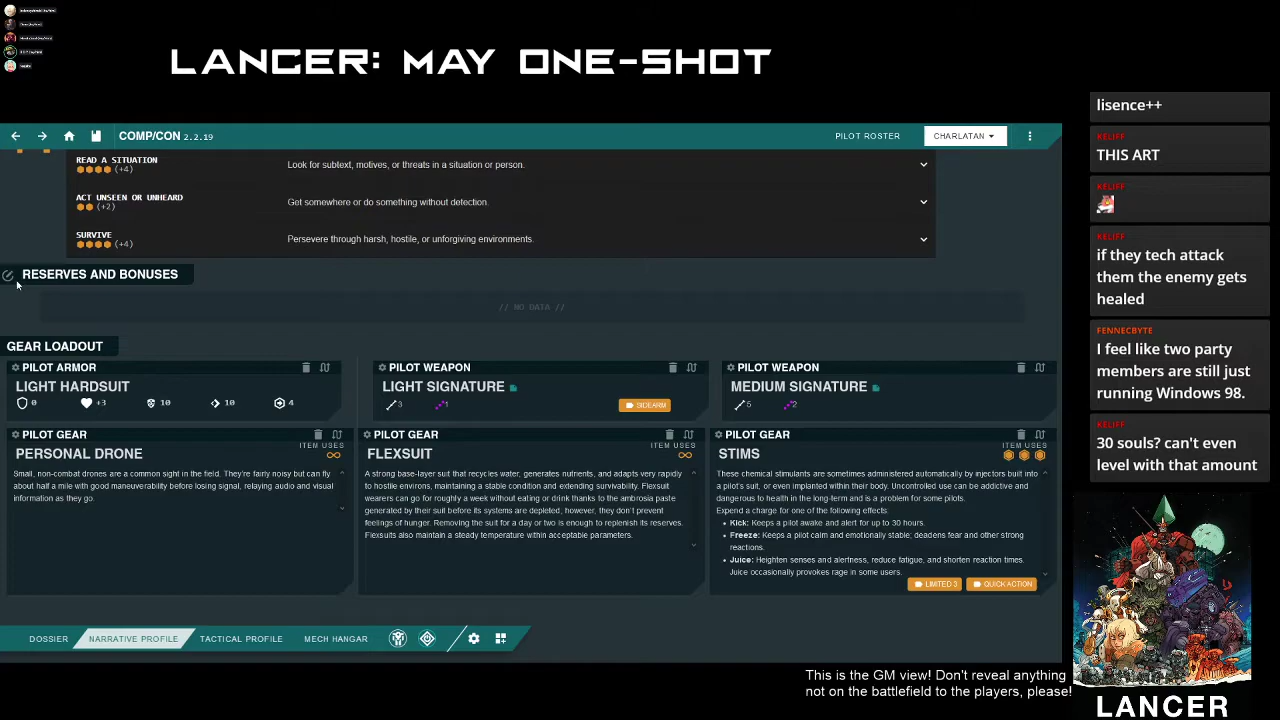 LANCER: MAY ONE-SHOT
COMP/CON 2.2.19
PILOT ROSTER
CHARLATAN
READ A SITUATION
(+4)
Look for subtext, motives, or threats in a situation or person.
ACT UNSEEN OR UNHEARD
(+2)
Get somewhere or do something without detection.
SURVIVE
(+4)
Persevere through harsh, hostile, or unforgiving environments.
RESERVES AND BONUSES
// NO DATA //
GEAR LOADOUT
PILOT ARMOR
LIGHT HARDSUIT
0 +3 10 10 4
PILOT WEAPON
LIGHT SIGNATURE
3 1
SIDEARM
PILOT WEAPON
MEDIUM SIGNATURE
5 2
PILOT GEAR
ITEM USES
PERSONAL DRONE
∞
Small, non-combat drones are a common sight in the field. They're fairly noisy but can fly
about half a mile with good maneuverability before losing signal, relaying audio and visual
information as they go.
PILOT GEAR
ITEM USES
FLEXSUIT
∞
A strong base-layer suit that recycles water, generates nutrients, and adapts very rapidly
to hostile environs, maintaining a stable condition and extending survivability. Flexsuit
wearers can go for roughly a week without eating or drink thanks to the ambrosia paste
generated by their suit before its systems are depleted; however, they don't prevent
feelings of hunger. Removing the suit for a day or two is enough to replenish its reserves.
Flexsuits also maintain a steady temperature within acceptable parameters.
PILOT GEAR
ITEM USES
STIMS
These chemical stimulants are sometimes administered automatically by injectors built into
a pilot's suit, or even implanted within their body. Uncontrolled use can be addictive and
dangerous to health in the long-term and is a problem for some pilots.
Expend a charge for one of the following effects:
• Kick: Keeps a pilot awake and alert for up to 30 hours.
• Freeze: Keeps a pilot calm and emotionally stable; deadens fear and other strong
reactions.
• Juice: Heighten senses and alertness, reduce fatigue, and shorten reaction times.
Juice occasionally provokes rage in some users.
LIMITED 3
QUICK ACTION
DOSSIER
NARRATIVE PROFILE
TACTICAL PROFILE
MECH HANGAR
This is the GM view! Don't reveal anything
not on the battlefield to the players, please!
lisence++
KELIFF
THIS ART
KELIFF
KELIFF
if they tech attack
them the enemy gets
healed
FENNECBYTE
I feel like two party
members are still just
running Windows 98.
KELIFF
30 souls? can't even
level with that amount
LANCER